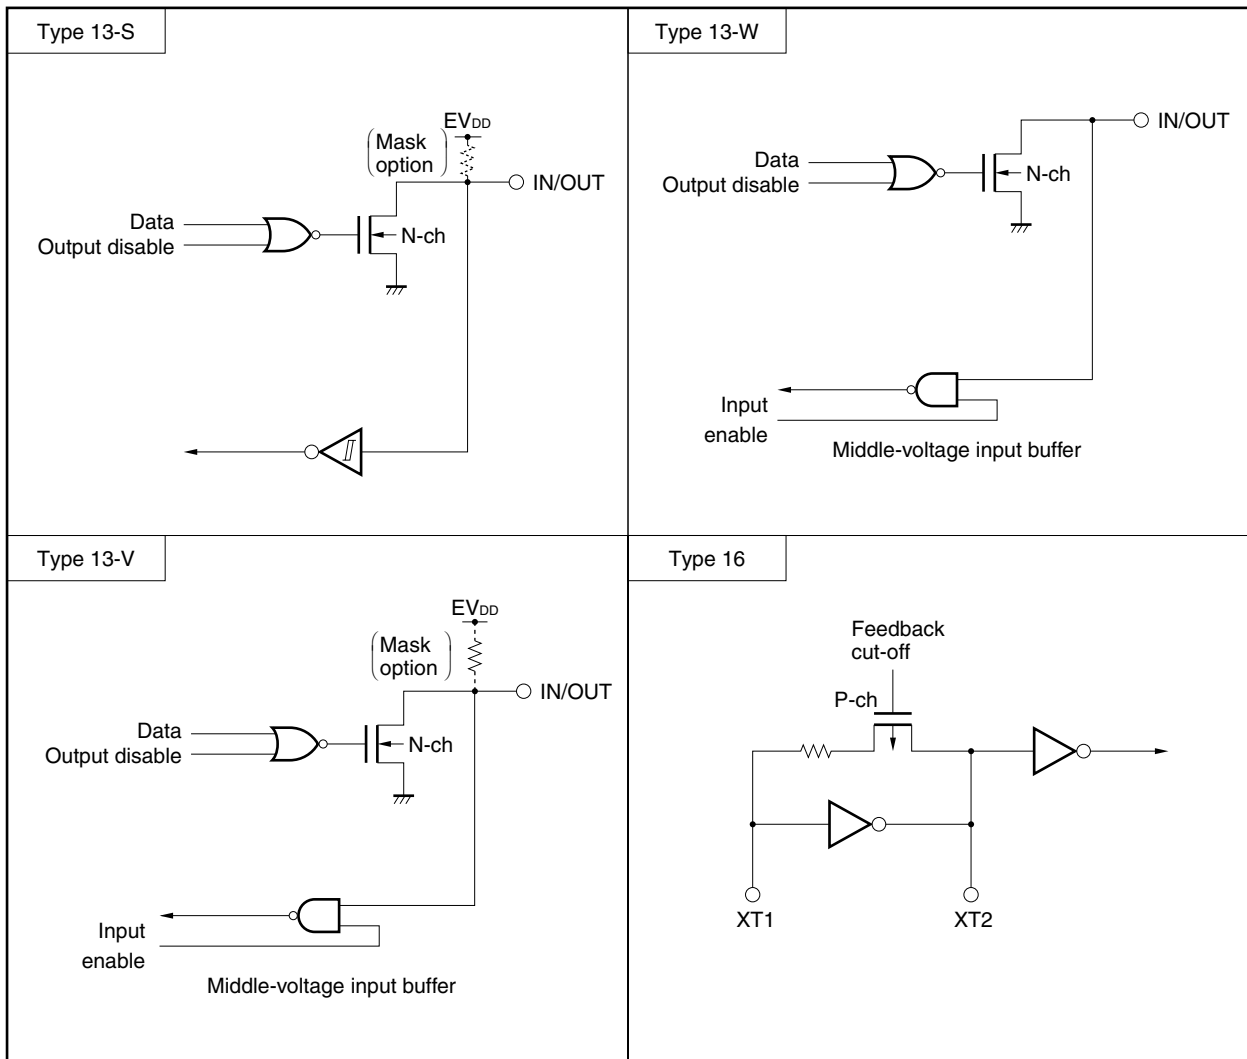 Type 13-S
EVDD
Mask
option
IN/OUT
Data
Output disable
N-ch
Type 13-W
IN/OUT
Data
Output disable
N-ch
Input
enable
Middle-voltage input buffer
Type 13-V
EVDD
Mask
option
IN/OUT
Data
Output disable
N-ch
Input
enable
Middle-voltage input buffer
Type 16
Feedback
cut-off
P-ch
XT1
XT2